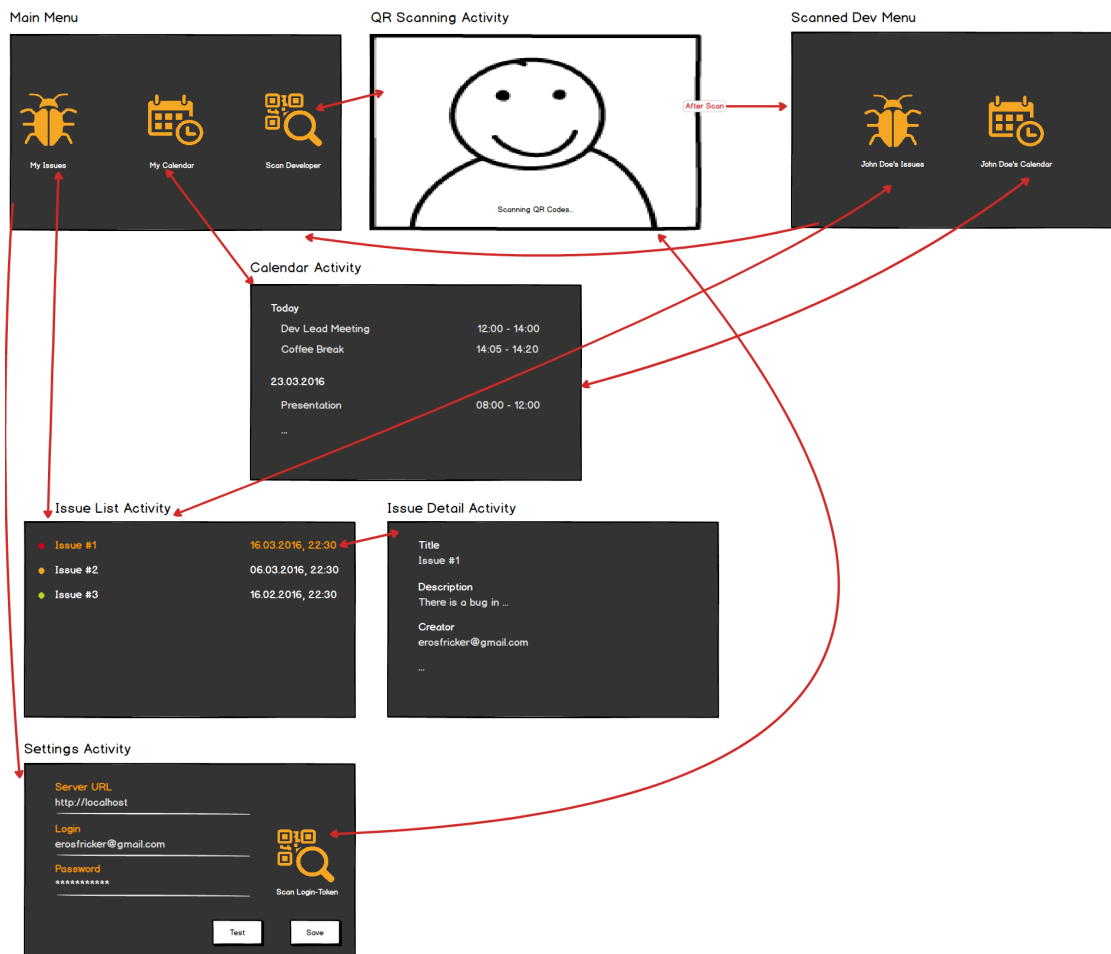 Main Menu
QR Scanning Activity
Scanned Dev Menu
My Issues
My Calendar
Scan Developer
Scanning QR Codes...
After Scan
John Doe's Issues
John Doe's Calendar
Calendar Activity
Today
Dev Lead Meeting 12:00 - 14:00
Coffee Break 14:05 - 14:20
23.03.2016
Presentation 08:00 - 12:00
...
Issue List Activity
Issue #1 16.03.2016, 22:30
Issue #2 06.03.2016, 22:30
Issue #3 16.02.2016, 22:30
Issue Detail Activity
Title
Issue #1
Description
There is a bug in ...
Creator
erosfricker@gmail.com
...
Settings Activity
Server URL
http://localhost
Login
erosfricker@gmail.com
Password
***********
Scan Login-Token
Test
Save